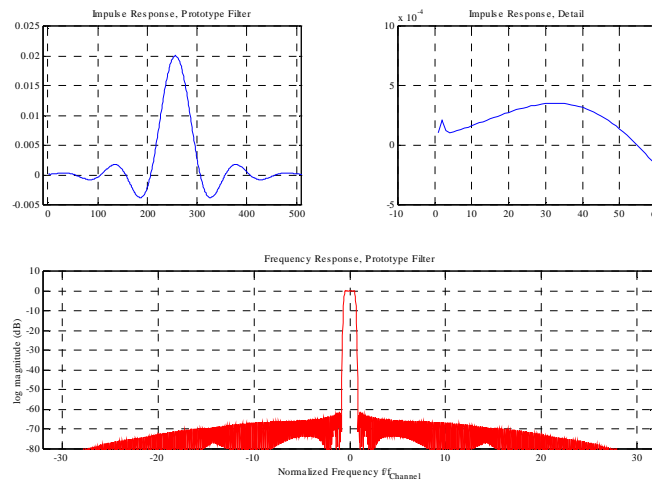 Impulse Response, Prototype Filter
0.025
0.02
0.015
0.01
0.005
0
-0.005
0 100 200 300 400 500
x 10^-4
Impulse Response, Detail
10
5
0
-5
-10 0 10 20 30 40 50 60
Frequency Response, Prototype Filter
log magnitude (dB)
10
0
-10
-20
-30
-40
-50
-60
-70
-80
-30 -20 -10 0 10 20 30
Normalized Frequency f/f_Channel